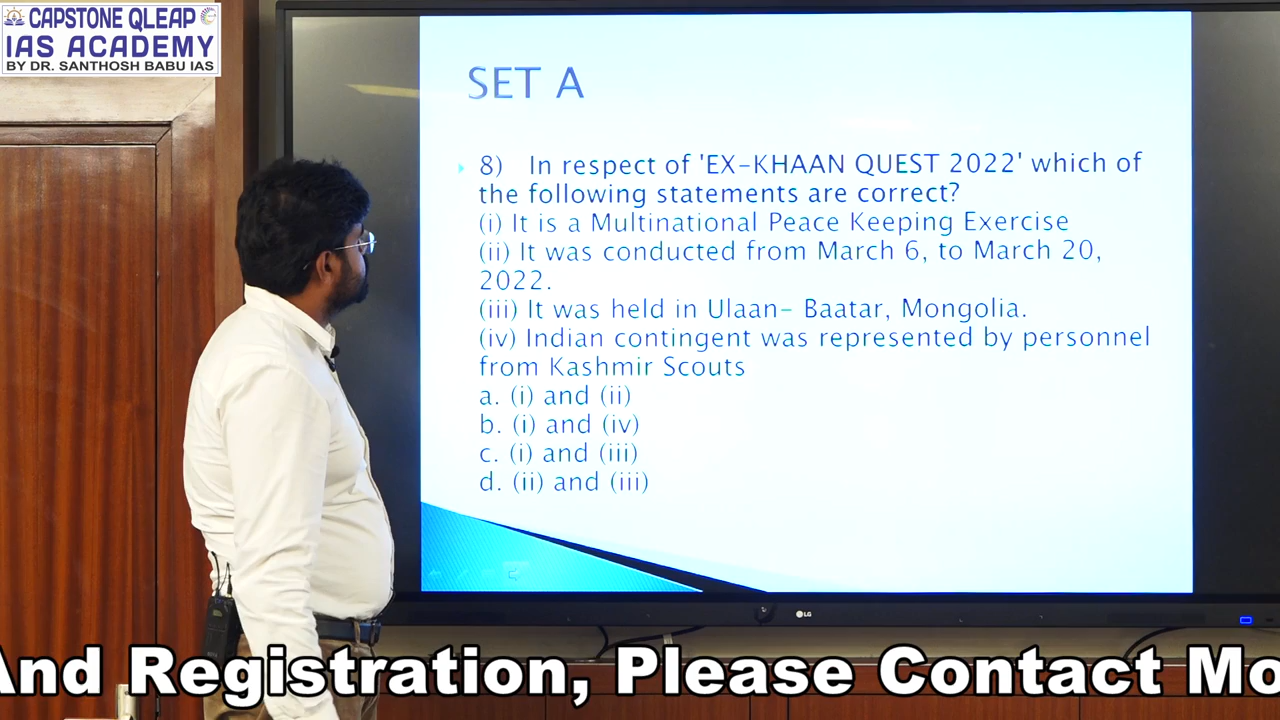 CAPSTONE QLEAP
IAS ACADEMY
BY DR. SANTHOSH BABU IAS
SET A
8) In respect of 'EX-KHAAN QUEST 2022' which of
the following statements are correct?
(i) It is a Multinational Peace Keeping Exercise
(ii) It was conducted from March 6, to March 20,
2022.
(iii) It was held in Ulaan- Baatar, Mongolia.
(iv) Indian contingent was represented by personnel
from Kashmir Scouts
a. (i) and (ii)
b. (i) and (iv)
c. (i) and (iii)
d. (ii) and (iii)
LG
And Registration, Please Contact Mo